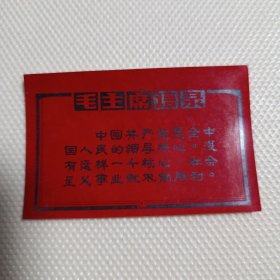 毛主席语录
中国共产党是全中
国人民的领导核心。没
有这样一个核心，社会
主义事业就不能胜利。